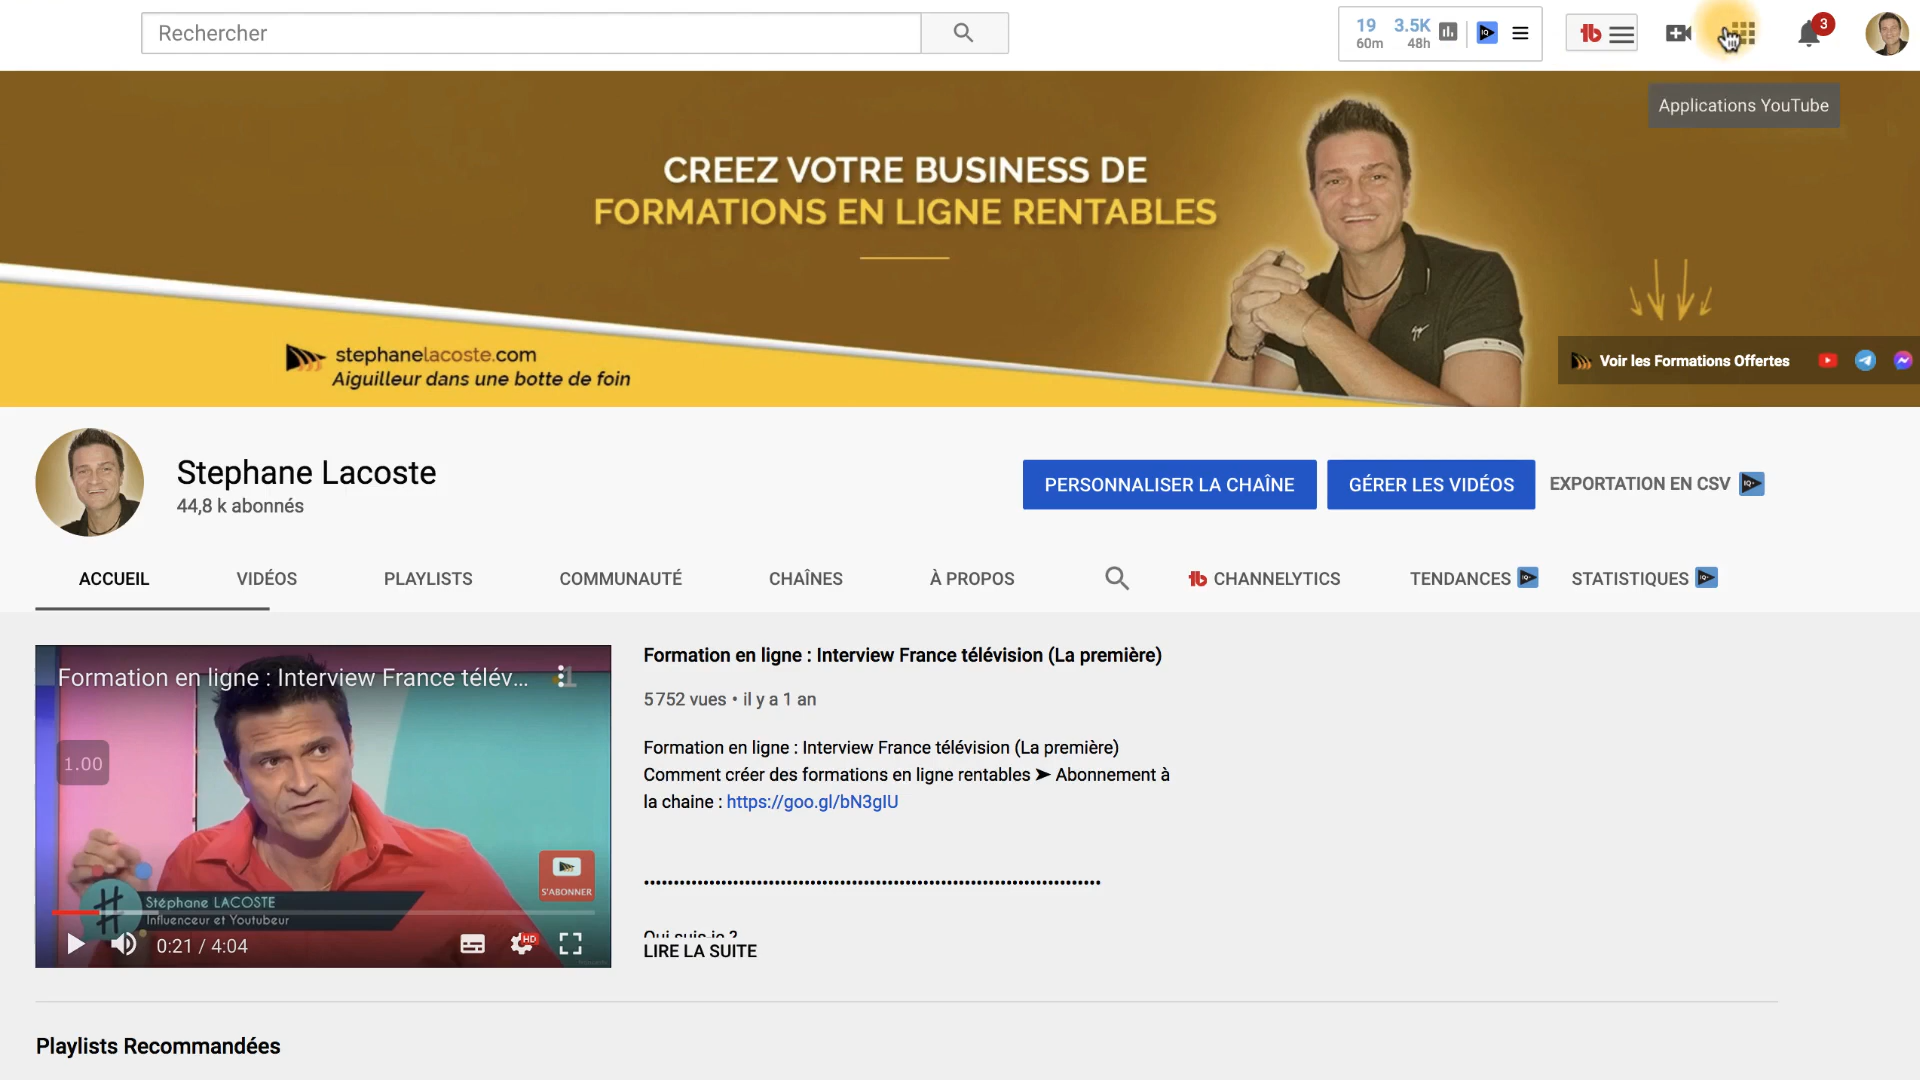 Rechercher
19 3.5K
60m 48h
3
Applications YouTube
CREEZ VOTRE BUSINESS DE
FORMATIONS EN LIGNE RENTABLES
stephanelacoste.com
Aiguilleur dans une botte de foin
Voir les Formations Offertes
Stephane Lacoste
44,8 k abonnés
PERSONNALISER LA CHAÎNE
GÉRER LES VIDÉOS
EXPORTATION EN CSV
ACCUEIL
VIDÉOS
PLAYLISTS
COMMUNAUTÉ
CHAÎNES
À PROPOS
CHANNELYTICS
TENDANCES
STATISTIQUES
Formation en ligne : Interview France télév...
1.00
Stéphane LACOSTE
Influenceur et Youtubeur
S'ABONNER
0:21 / 4:04
HD
Formation en ligne : Interview France télévision (La première)
5 752 vues • il y a 1 an
Formation en ligne : Interview France télévision (La première)
Comment créer des formations en ligne rentables ➤ Abonnement à
la chaine : https://goo.gl/bN3gIU
Qui suis-je ?
LIRE LA SUITE
Playlists Recommandées